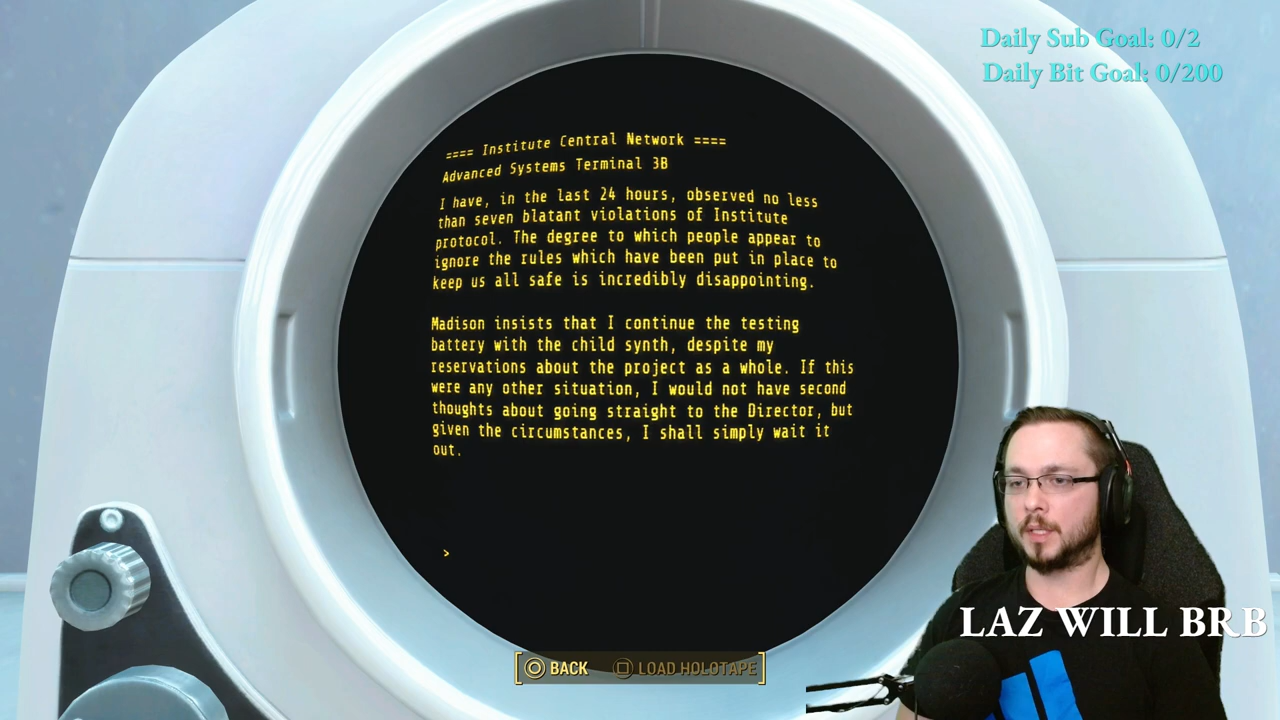 Daily Sub Goal: 0/2
Daily Bit Goal: 0/200
==== Institute Central Network ====
Advanced Systems Terminal 3B
I have, in the last 24 hours, observed no less
than seven blatant violations of Institute
protocol. The degree to which people appear to
ignore the rules which have been put in place to
keep us all safe is incredibly disappointing.
Madison insists that I continue the testing
battery with the child synth, despite my
reservations about the project as a whole. If this
were any other situation, I would not have second
thoughts about going straight to the Director, but
given the circumstances, I shall simply wait it
out.
>
LAZ WILL BRB
BACK LOAD HOLOTAPE